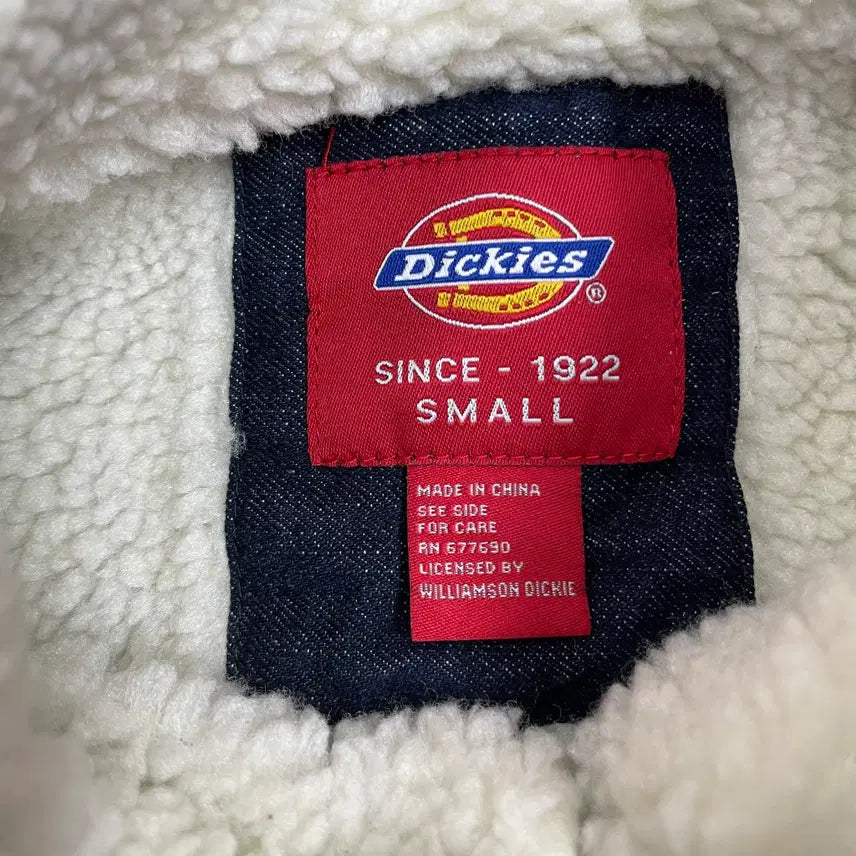 Dickies®
SINCE - 1922
SMALL
MADE IN CHINA
SEE SIDE
FOR CARE
RN 677690
LICENSED BY
WILLIAMSON DICKIE